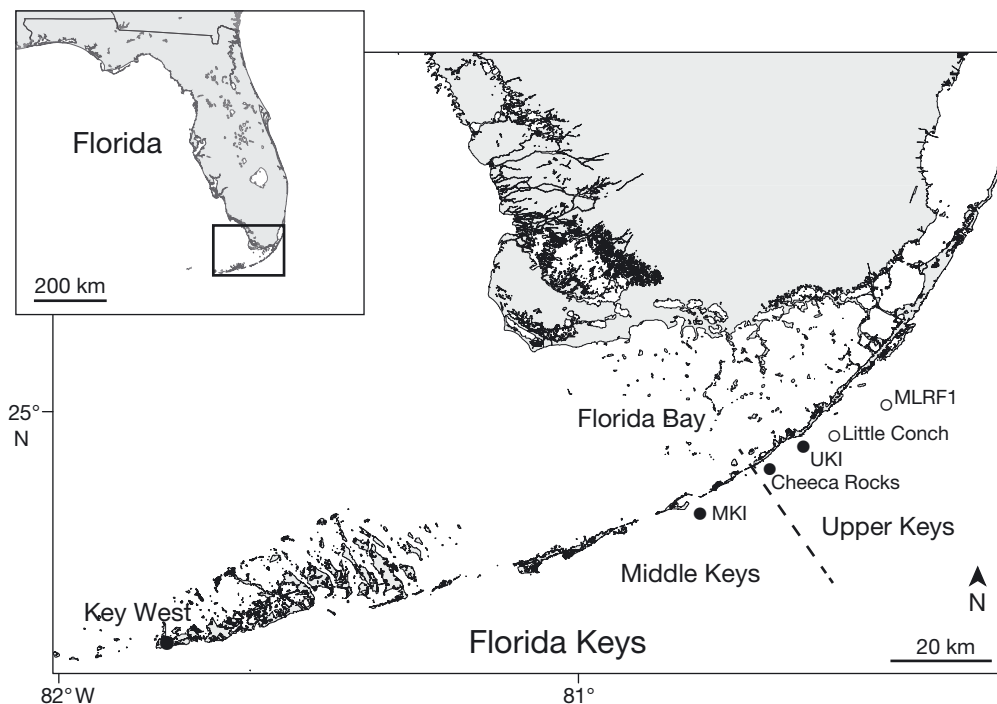 Florida
200 km
25°
N
Florida Bay
MLRF1
Little Conch
UKI
Cheeca Rocks
MKI
Upper Keys
Middle Keys
Key West
Florida Keys
N
20 km
82°W
81°